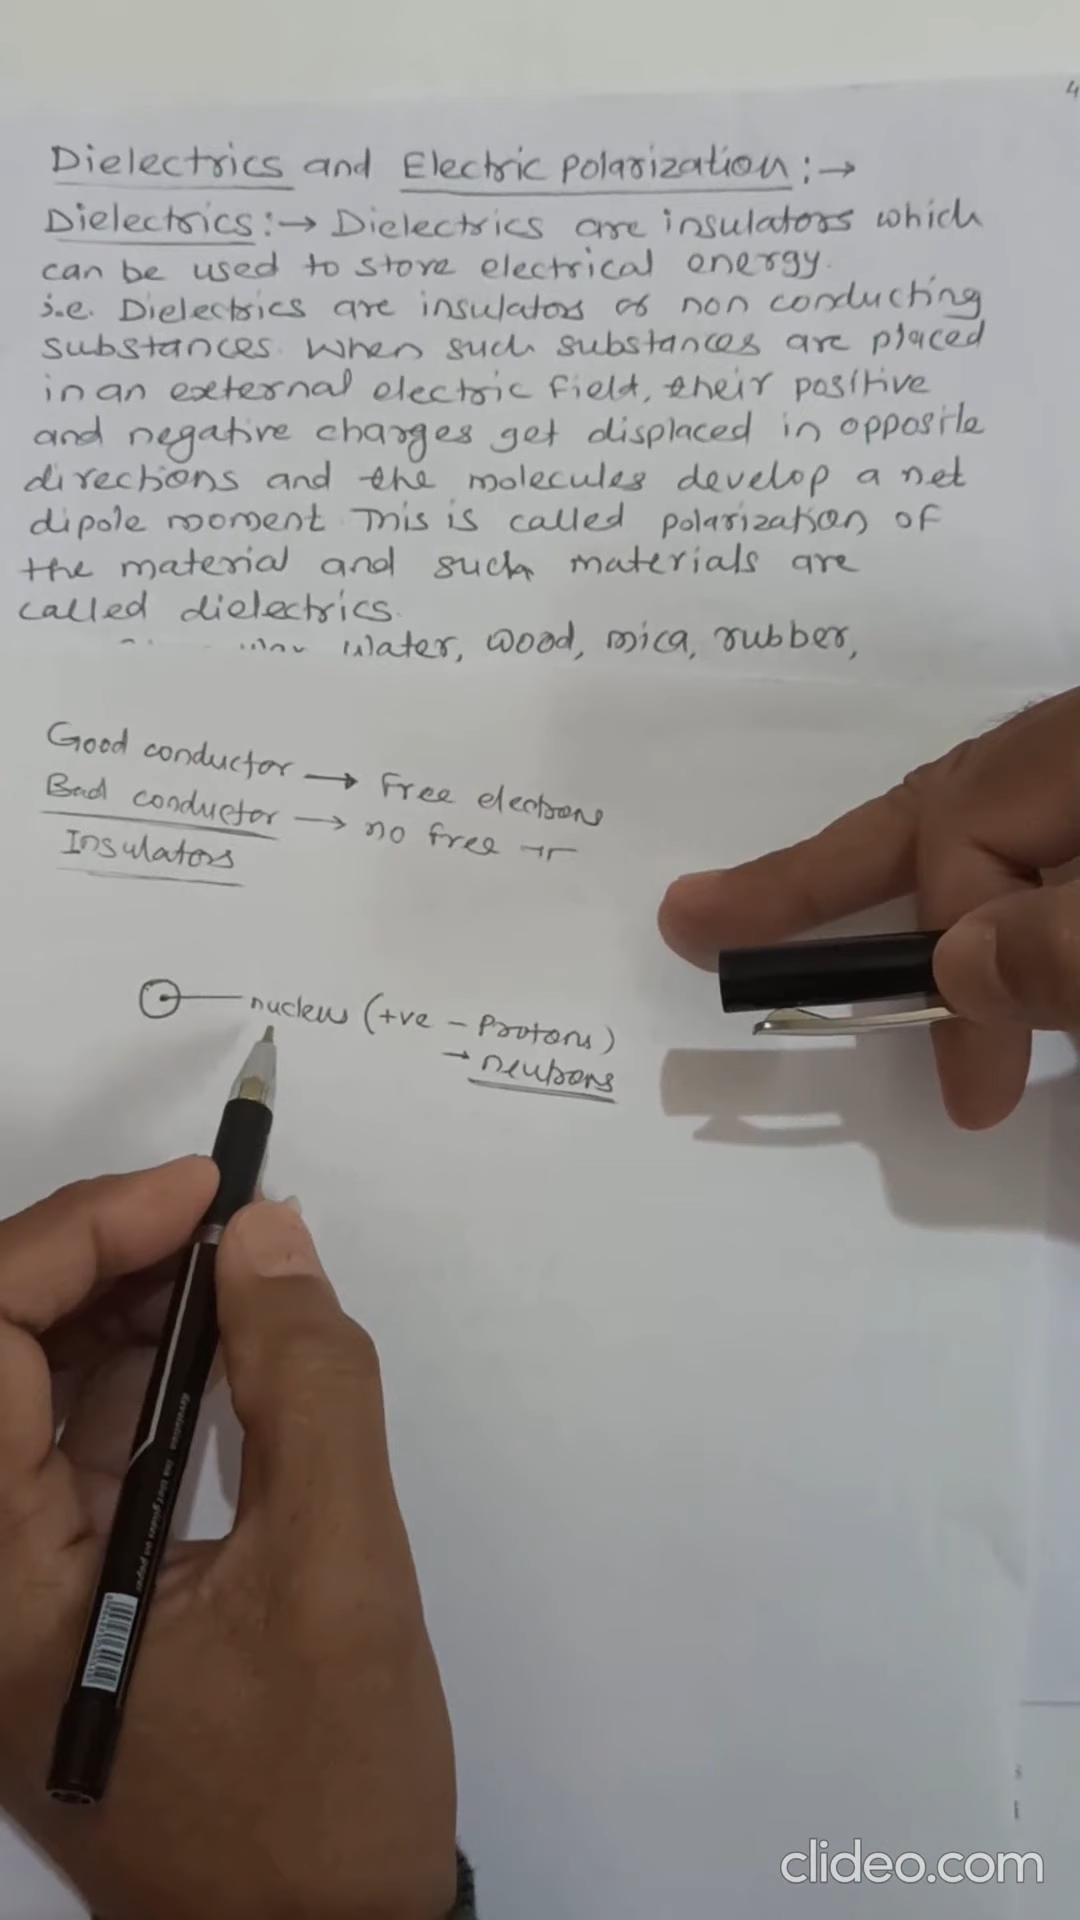 4
Dielectrics and Electric Polarization :→
Dielectrics :→ Dielectrics are insulators which
can be used to store electrical energy.
i.e. Dielectrics are insulators or non conducting
substances. When such substances are placed
in an external electric field, their positive
and negative charges get displaced in opposite
directions and the molecules develop a net
dipole moment. This is called polarization of
the material and such materials are
called dielectrics.
water, wood, mica, rubber,
Good conductor → Free electrons
Bad conductor → no free
Insulators
nucleus (+ve - Protons)
→ neutrons
clideo.com